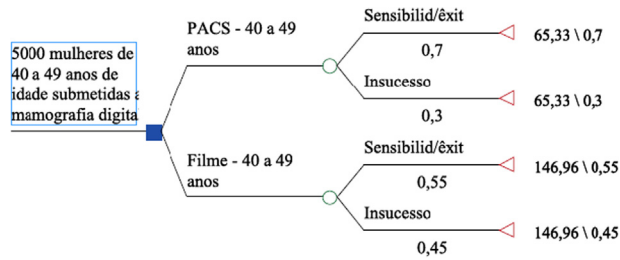 5000 mulheres de
40 a 49 anos de
idade submetidas a
mamografia digita
PACS - 40 a 49
anos
Sensibilid/êxit
0,7
65,33 \ 0,7
Insucesso
0,3
65,33 \ 0,3
Filme - 40 a 49
anos
Sensibilid/êxit
0,55
146,96 \ 0,55
Insucesso
0,45
146,96 \ 0,45